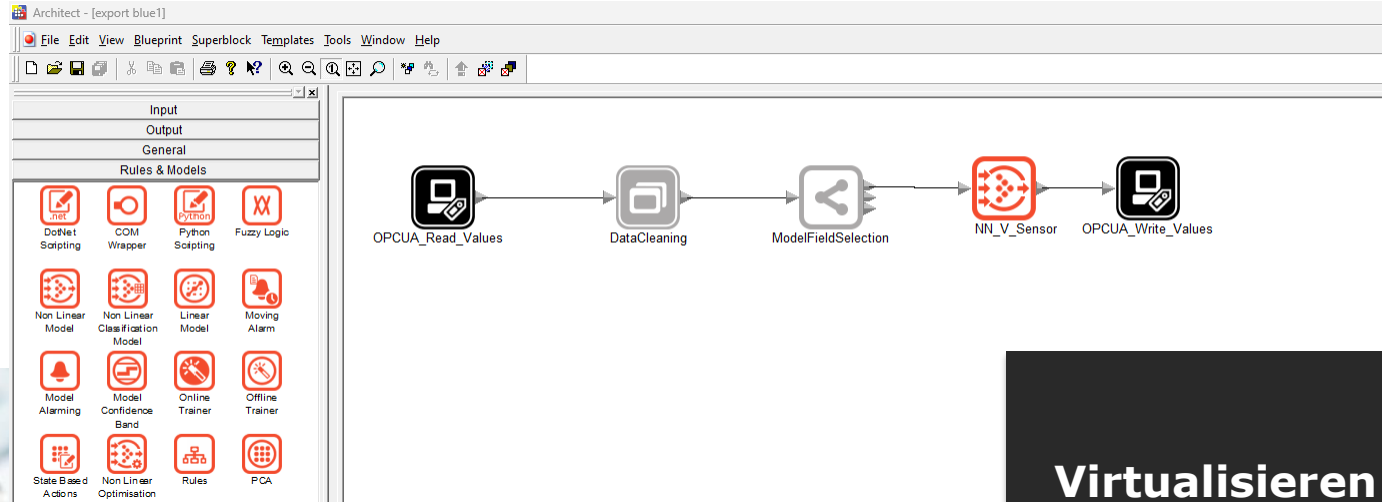 Architect - [export blue1]
File Edit View Blueprint Superblock Templates Tools Window Help
Input
Output
General
Rules & Models
.net
DotNet
Scripting
COM
Wrapper
Python
Python
Scripting
Fuzzy Logic
Non Linear
Model
Non Linear
Classification
Model
Linear
Model
Moving
Alarm
Model
Alarming
Model
Confidence
Band
Online
Trainer
Offline
Trainer
State Based
Actions
Non Linear
Optimisation
Rules
PCA
OPCUA_Read_Values
DataCleaning
ModelFieldSelection
NN_V_Sensor
OPCUA_Write_Values
Virtualisieren